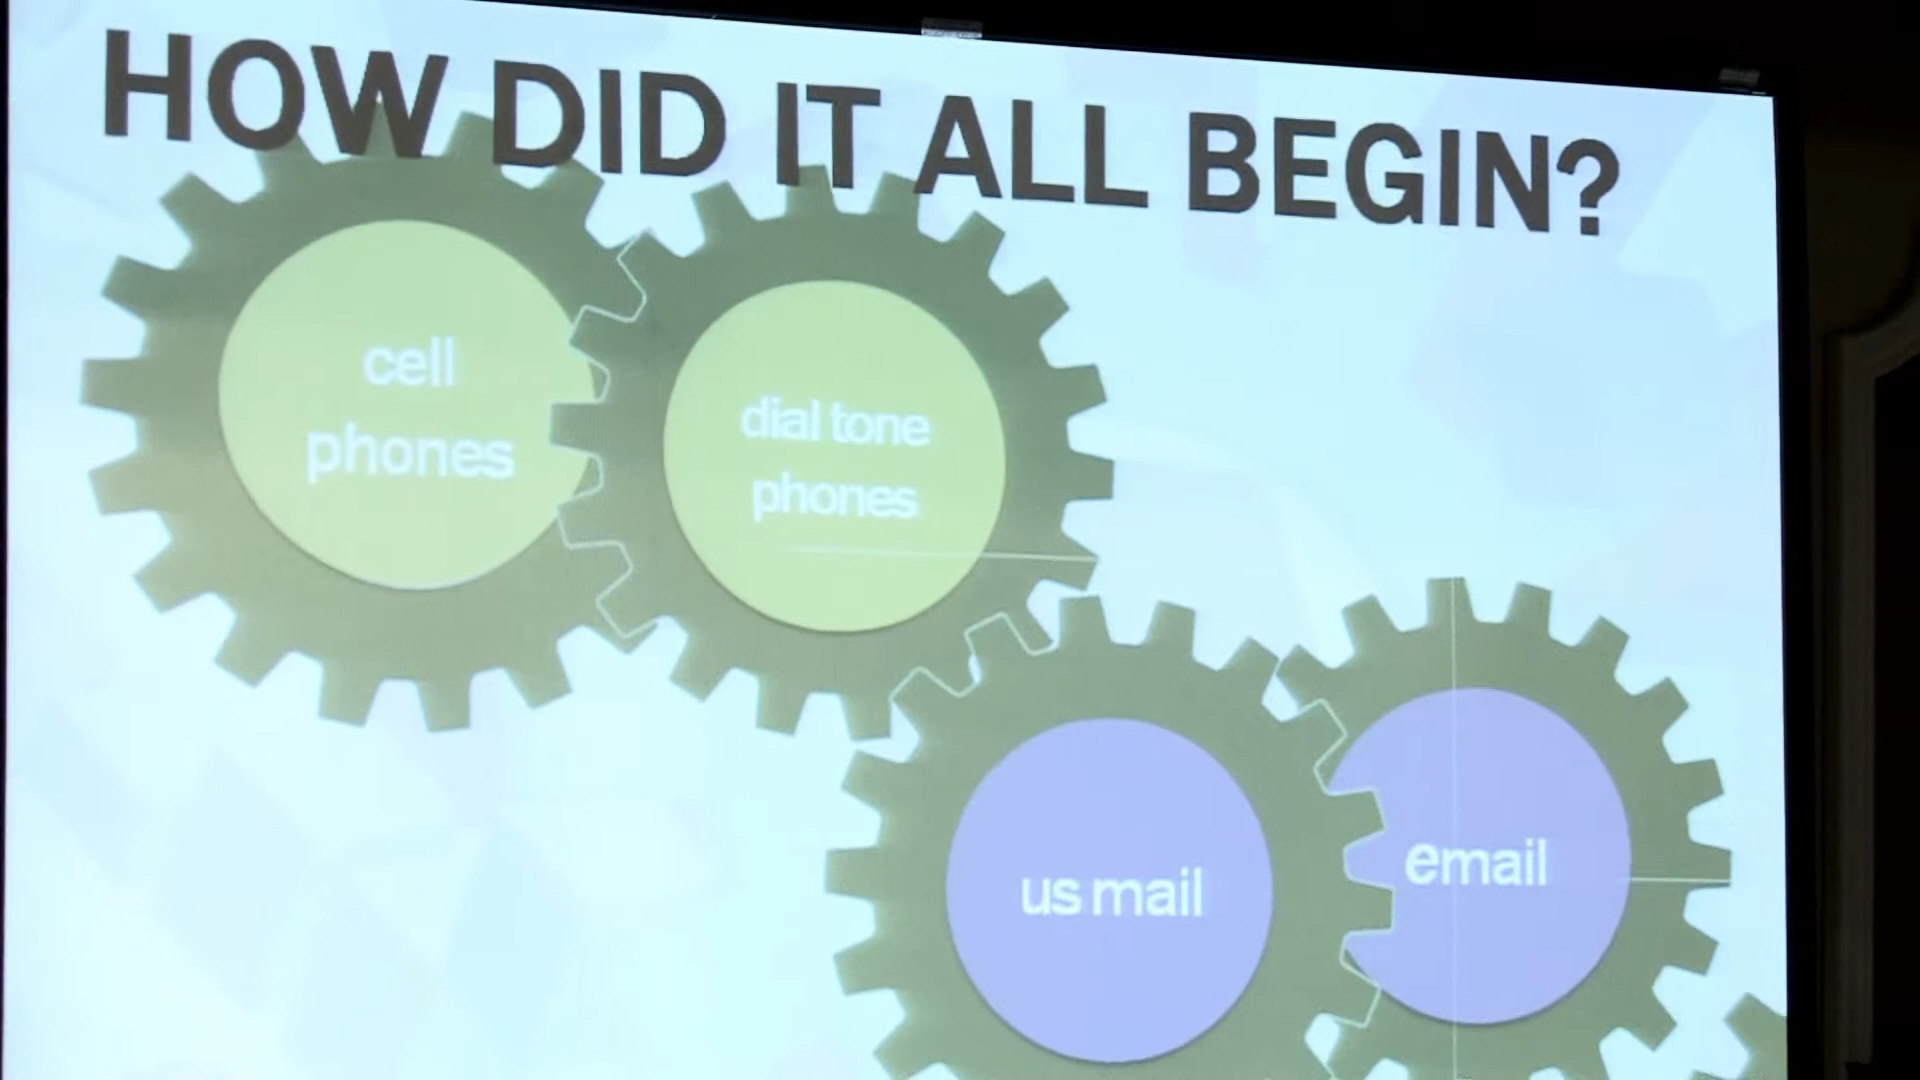 HOW DID IT ALL BEGIN?
cell
phones
dial tone
phones
us mail
email